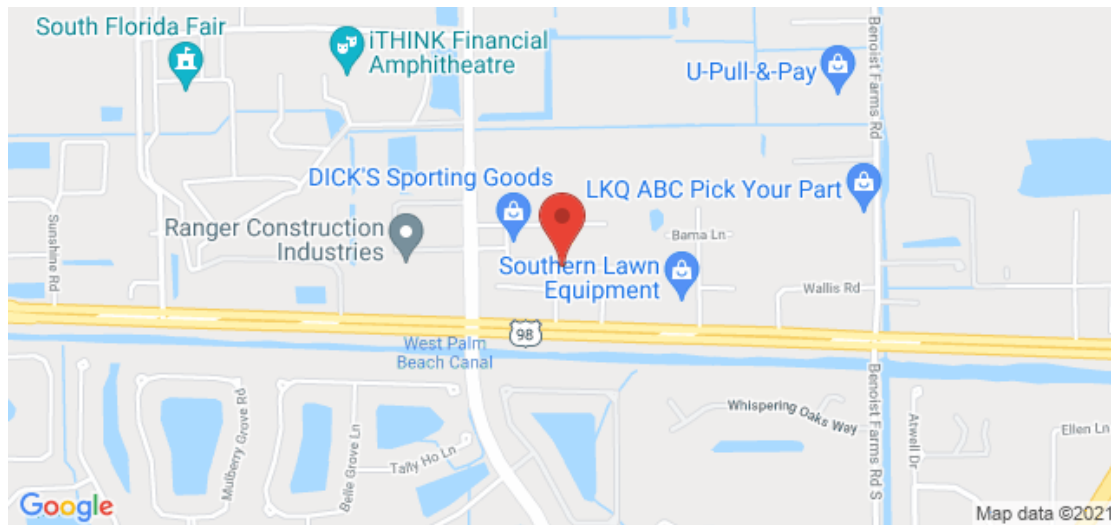 South Florida Fair
iTHINK Financial
Amphitheatre
U-Pull-&-Pay
Benoist Farms Rd
DICK'S Sporting Goods
LKQ ABC Pick Your Part
Ranger Construction
Industries
Sunshine Rd
Bama Ln
Southern Lawn
Equipment
Wallis Rd
98
West Palm
Beach Canal
Mulberry Grove Rd
Belle Grove Ln
Tally Ho Ln
Whispering Oaks Way
Benoist Farms Rd S
Atwell Dr
Ellen Ln
Google
Map data ©2021